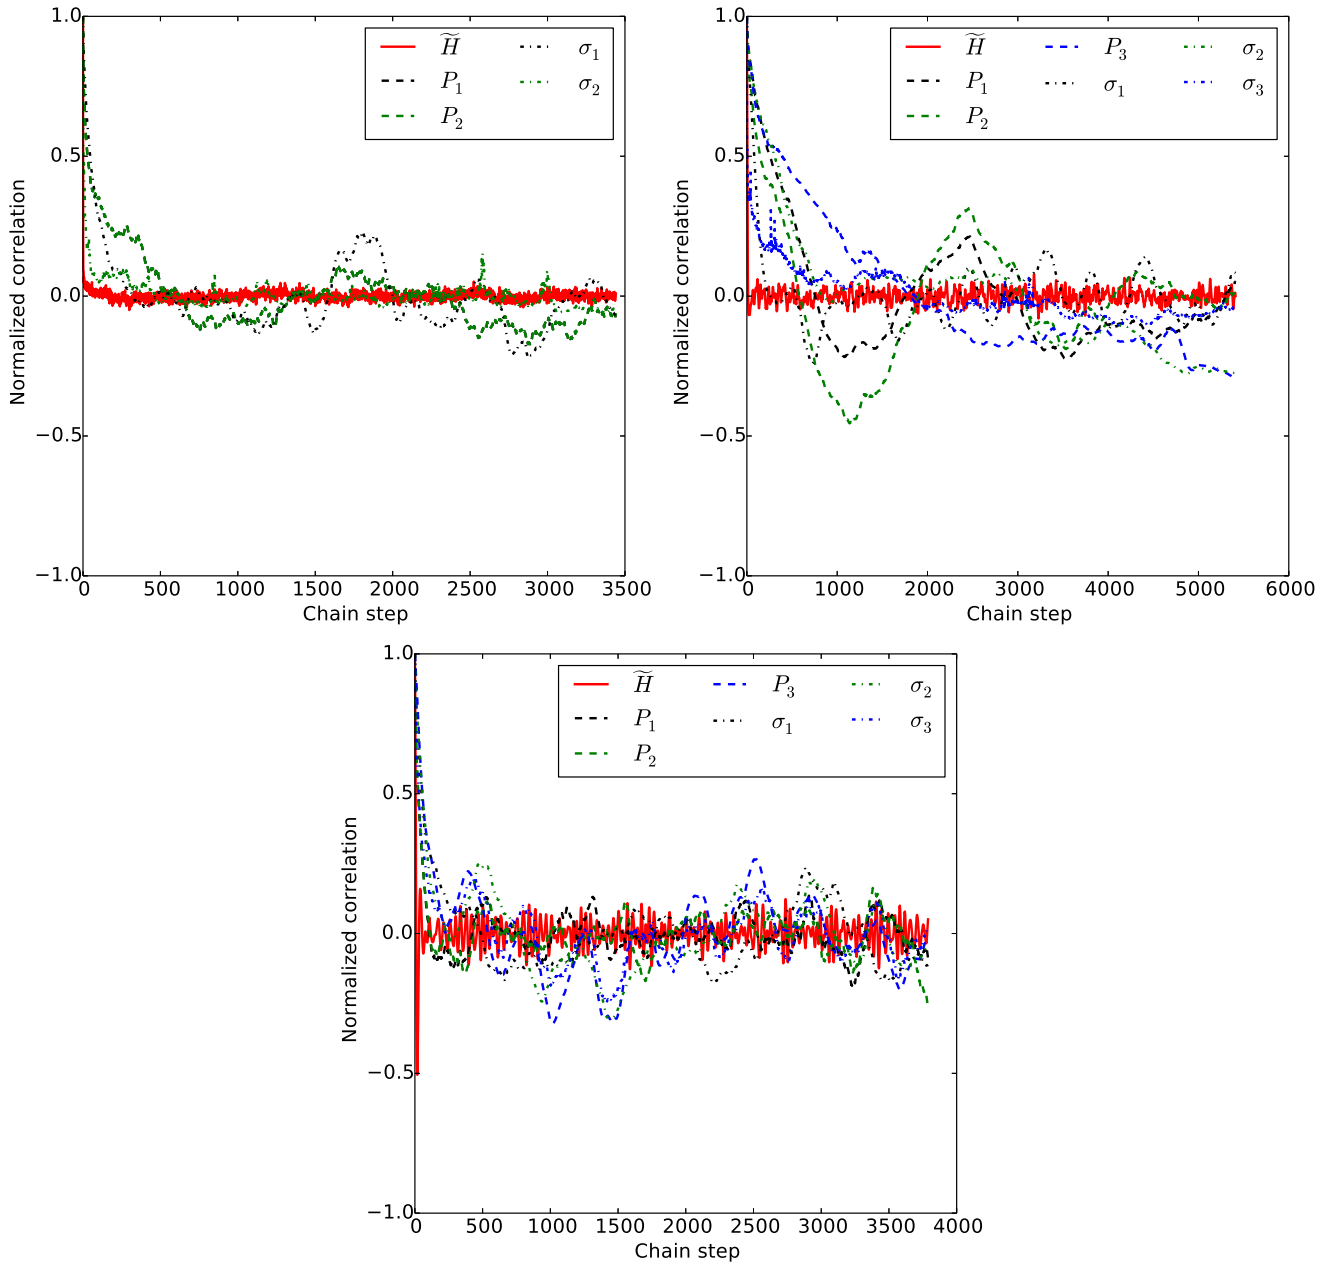 1.0
0.5
0.0
−0.5
−1.0
Normalized correlation
H̃ σ₁
P₁ σ₂
P₂
0 500 1000 1500 2000 2500 3000 3500
Chain step
1.0
0.5
0.0
−0.5
−1.0
Normalized correlation
H̃ P₃ σ₂
P₁ σ₁ σ₃
P₂
0 1000 2000 3000 4000 5000 6000
Chain step
1.0
0.5
0.0
−0.5
−1.0
Normalized correlation
H̃ P₃ σ₂
P₁ σ₁ σ₃
P₂
0 500 1000 1500 2000 2500 3000 3500 4000
Chain step